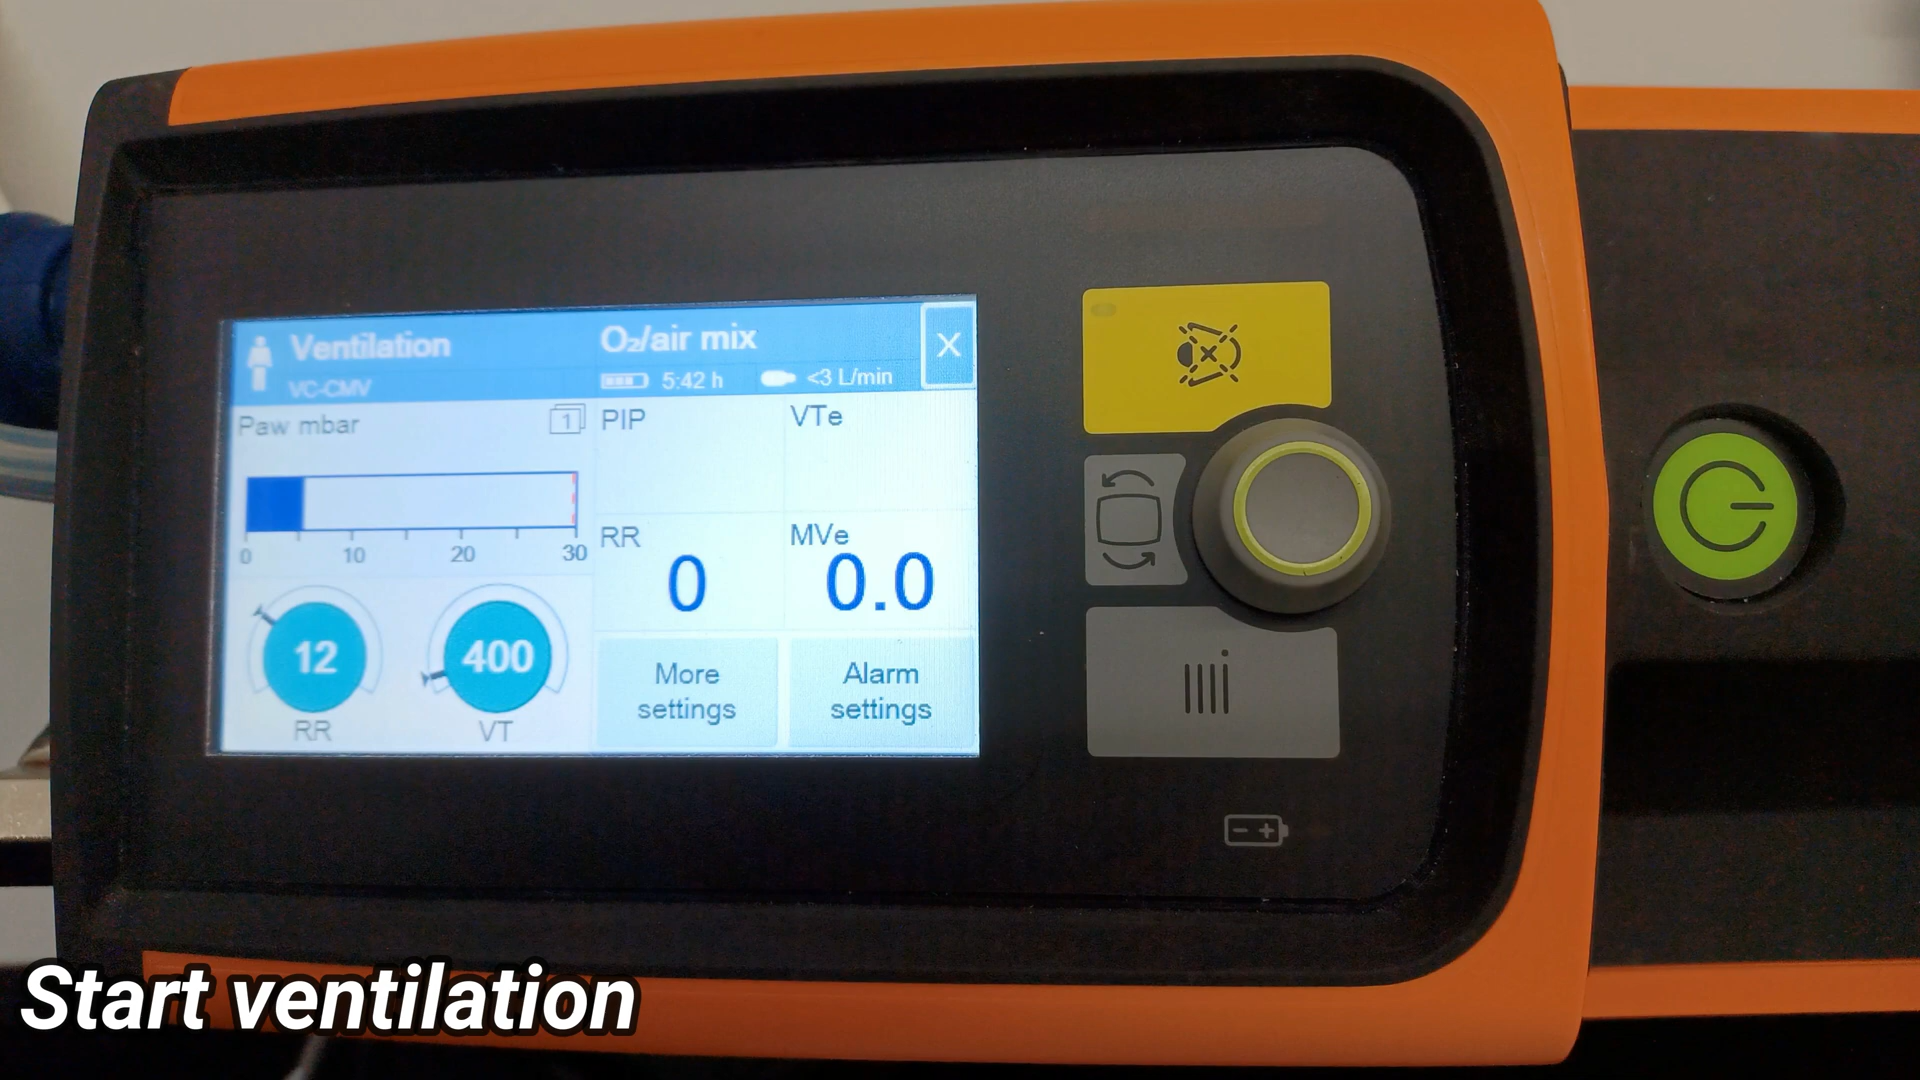 Ventilation
VC-CMV
O₂/air mix
5:42 h
<3 L/min
X
Paw mbar
1
0 10 20 30
PIP
VTe
RR
0
MVe
0.0
12
RR
400
VT
More
settings
Alarm
settings
Start ventilation